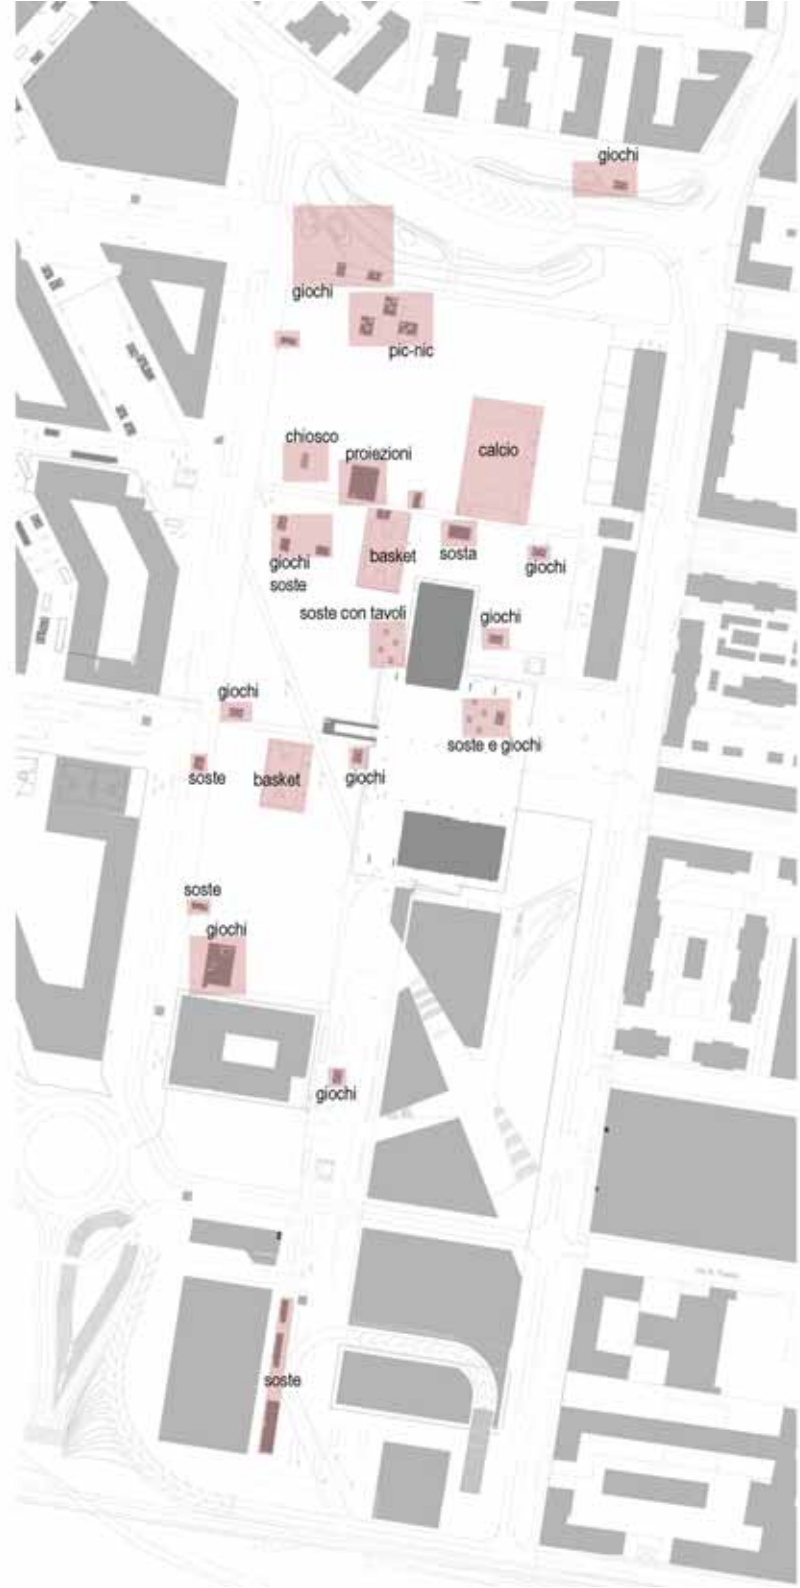 giochi
giochi
pic-nic
chiosco
proiezioni
calcio
basket
sosta
giochi
giochi
soste
soste con tavoli
giochi
giochi
soste e giochi
soste
basket
giochi
soste
giochi
giochi
soste